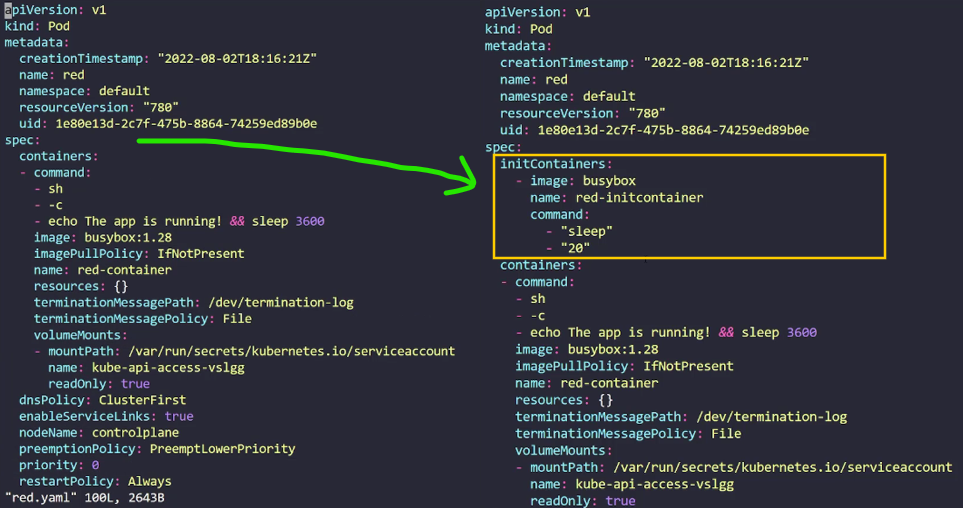 apiVersion: v1
kind: Pod
metadata:
  creationTimestamp: "2022-08-02T18:16:21Z"
  name: red
  namespace: default
  resourceVersion: "780"
  uid: 1e80e13d-2c7f-475b-8864-74259ed89b0e
spec:
  containers:
  - command:
    - sh
    - -c
    - echo The app is running! && sleep 3600
    image: busybox:1.28
    imagePullPolicy: IfNotPresent
    name: red-container
    resources: {}
    terminationMessagePath: /dev/termination-log
    terminationMessagePolicy: File
    volumeMounts:
    - mountPath: /var/run/secrets/kubernetes.io/serviceaccount
      name: kube-api-access-vslgg
      readOnly: true
  dnsPolicy: ClusterFirst
  enableServiceLinks: true
  nodeName: controlplane
  preemptionPolicy: PreemptLowerPriority
  priority: 0
  restartPolicy: Always
"red.yaml" 100L, 2643B
apiVersion: v1
kind: Pod
metadata:
  creationTimestamp: "2022-08-02T18:16:21Z"
  name: red
  namespace: default
  resourceVersion: "780"
  uid: 1e80e13d-2c7f-475b-8864-74259ed89b0e
spec:
  initContainers:
    - image: busybox
      name: red-initcontainer
      command:
        - "sleep"
        - "20"
  containers:
  - command:
    - sh
    - -c
    - echo The app is running! && sleep 3600
    image: busybox:1.28
    imagePullPolicy: IfNotPresent
    name: red-container
    resources: {}
    terminationMessagePath: /dev/termination-log
    terminationMessagePolicy: File
    volumeMounts:
    - mountPath: /var/run/secrets/kubernetes.io/serviceaccount
      name: kube-api-access-vslgg
      readOnly: true